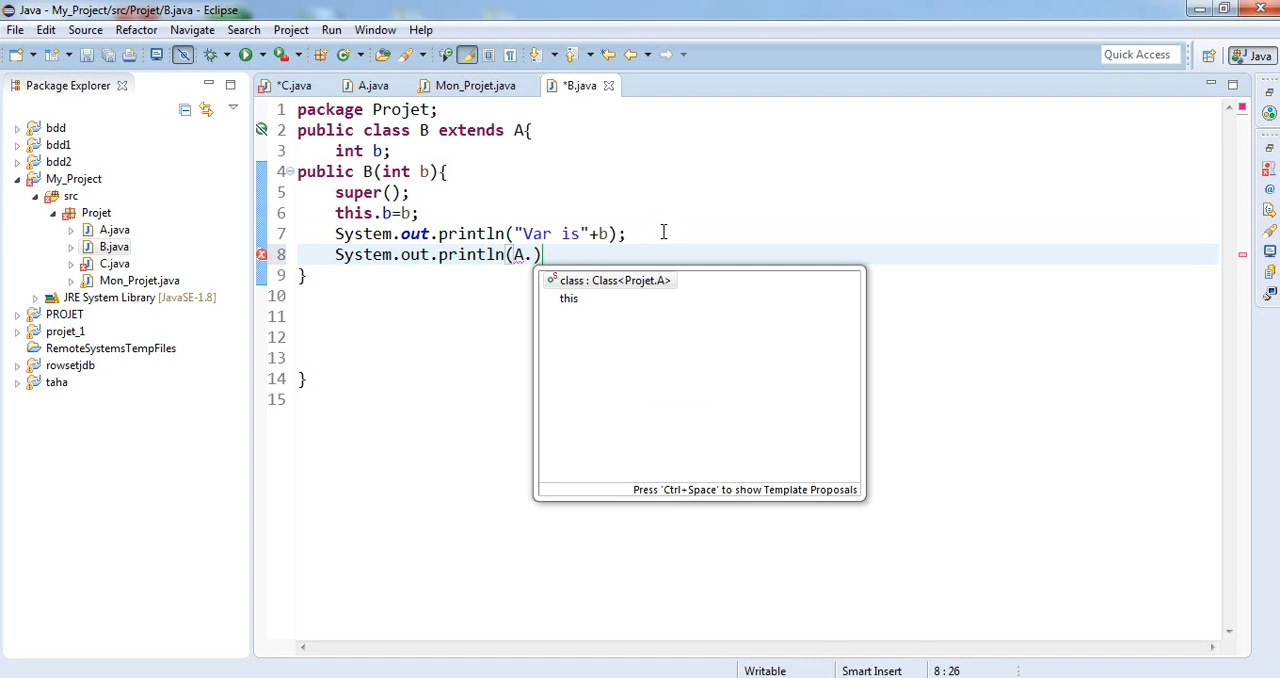 Java - My_Project/src/Projet/B.java - Eclipse
File Edit Source Refactor Navigate Search Project Run Window Help
Quick Access Java
Package Explorer
*C.java A.java Mon_Projet.java *B.java
bdd
bdd1
bdd2
My_Project
src
Projet
A.java
B.java
C.java
Mon_Projet.java
JRE System Library [JavaSE-1.8]
PROJET
projet_1
RemoteSystemsTempFiles
rowsetjdb
taha
1 package Projet;
2 public class B extends A{
3 int b;
4 public B(int b){
5 super();
6 this.b=b;
7 System.out.println("Var is"+b);
8 System.out.println(A.)
9 }
10
11
12
13
14 }
15
class : Class<Projet.A>
this
Press 'Ctrl+Space' to show Template Proposals
Writable Smart Insert 8 : 26